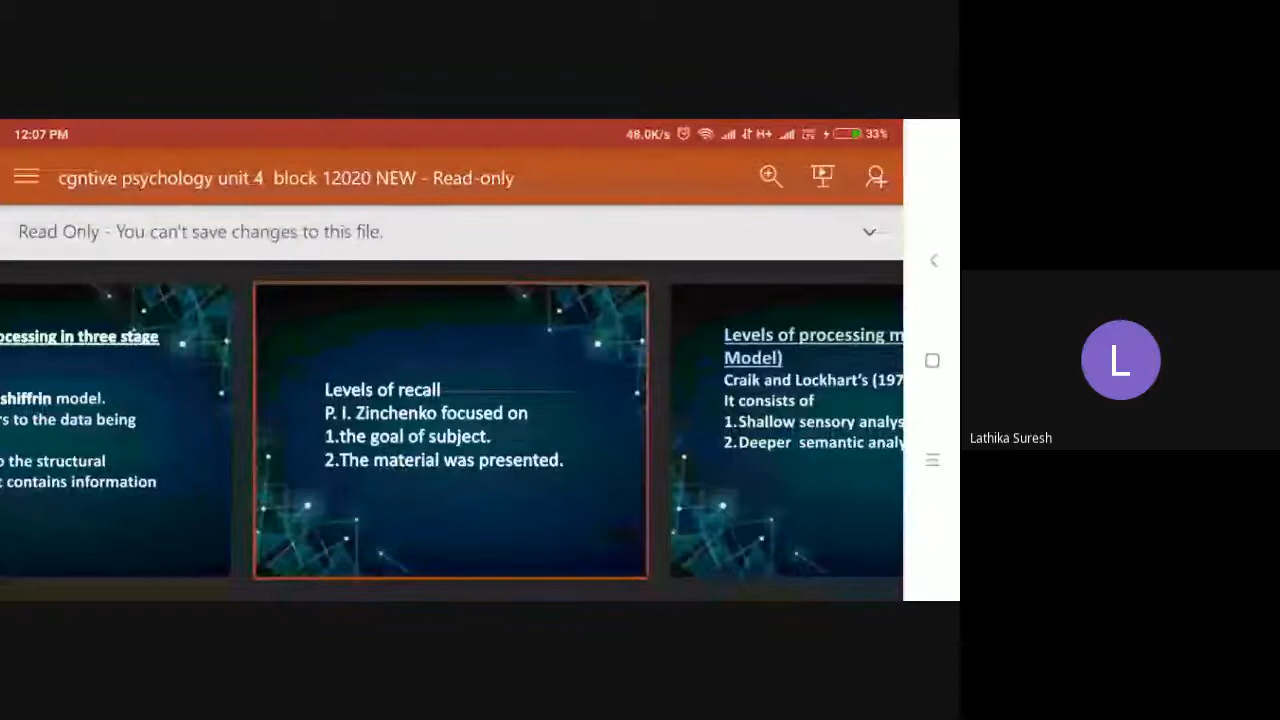 12:07 PM
48.0K/s
H+
33%
cgntive psychology unit 4 block 12020 NEW - Read-only
Read Only - You can't save changes to this file.
ocessing in three stage
shiffrin model.
rs to the data being
o the structural
t contains information
Levels of recall
P. I. Zinchenko focused on
1.the goal of subject.
2.The material was presented.
Levels of processing m
Model)
Craik and Lockhart's (197
It consists of
1.Shallow sensory analys
2.Deeper semantic analy
L
Lathika Suresh